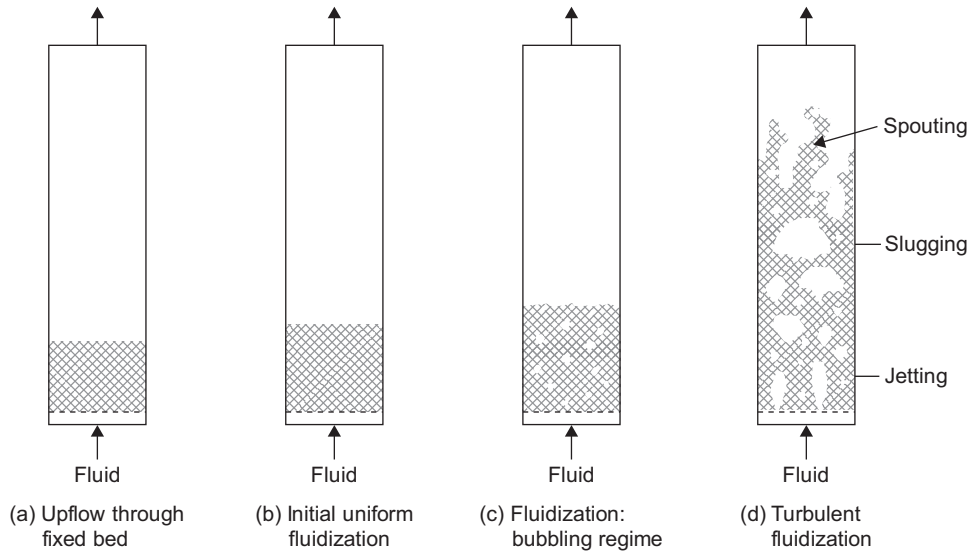 Spouting
Slugging
Jetting
Fluid
Fluid
Fluid
Fluid
(a) Upflow through
fixed bed
(b) Initial uniform
fluidization
(c) Fluidization:
bubbling regime
(d) Turbulent
fluidization